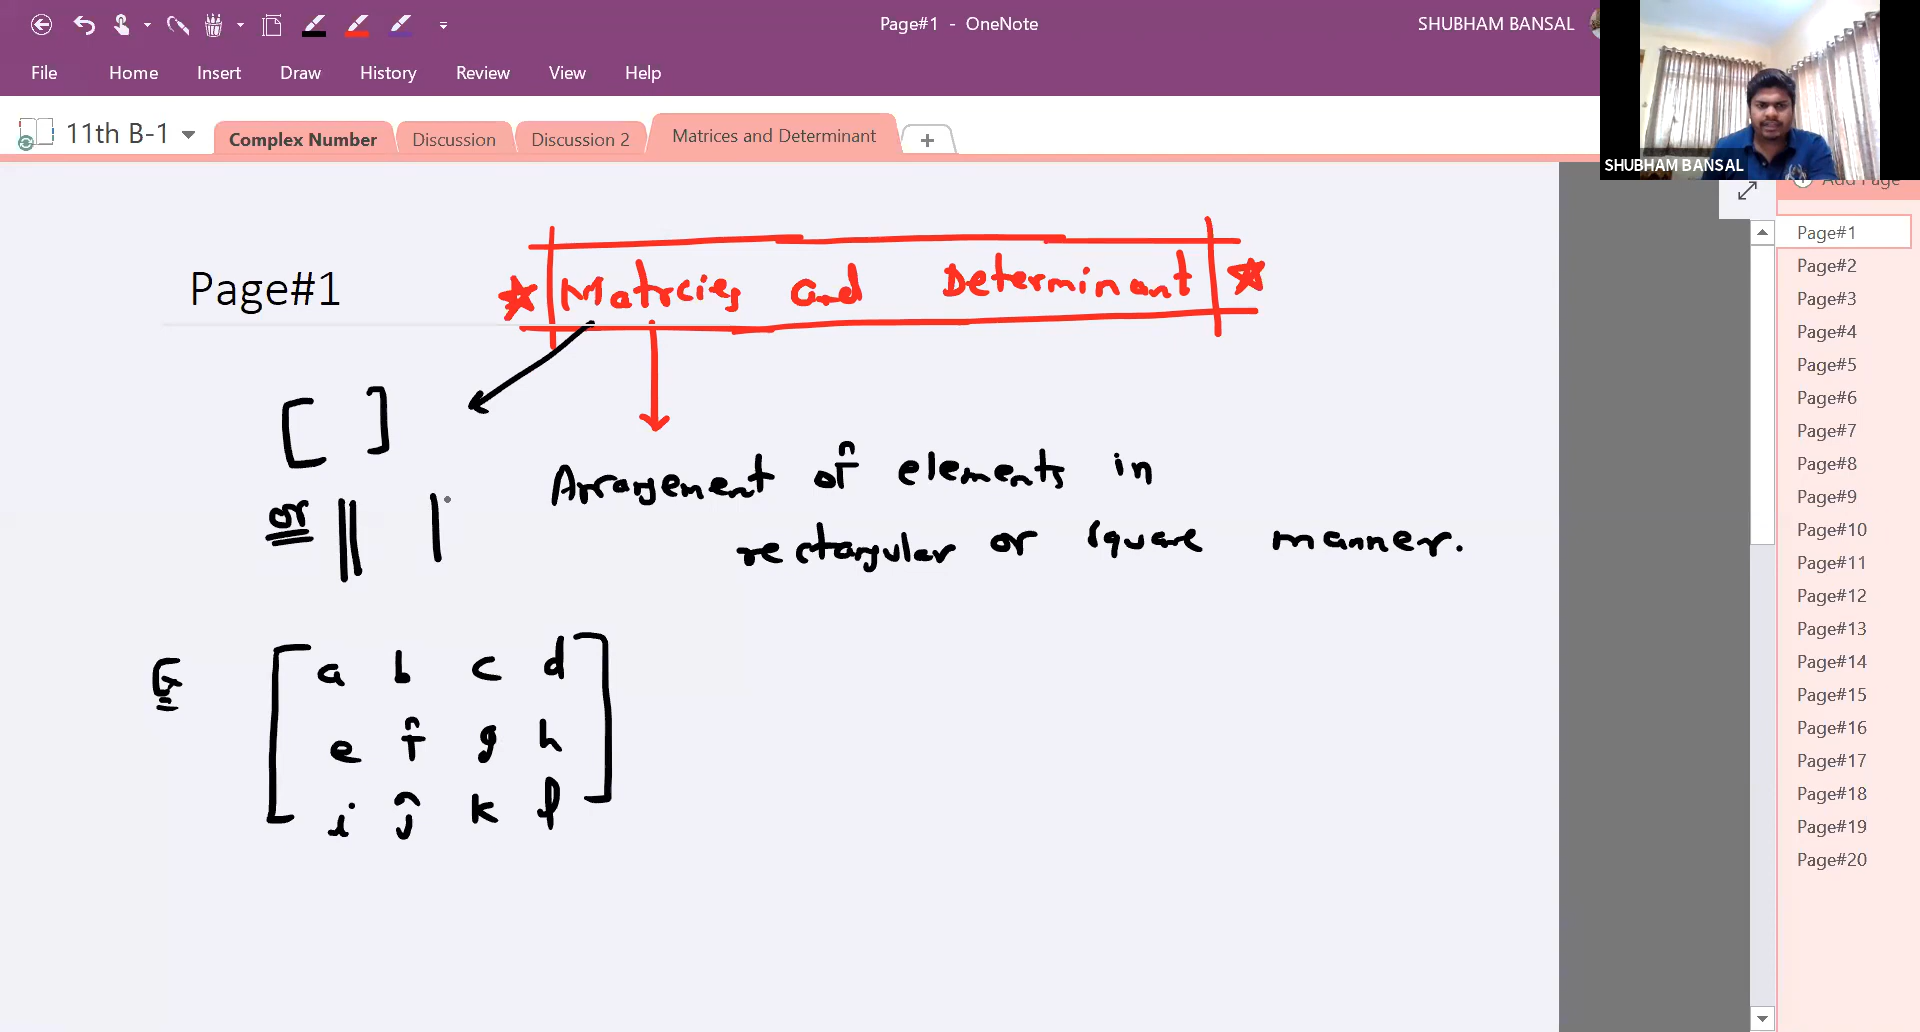 Page#1 - OneNote
SHUBHAM BANSAL
File Home Insert Draw History Review View Help
11th B-1 Complex Number Discussion Discussion 2 Matrices and Determinant +
SHUBHAM BANSAL
Add Page
Page#1
Matrcies and Determinant
[ ]
or || |
Arrangement of elements in
rectangular or square manner.
a b c d
e f g h
i j k l
Page#1
Page#2
Page#3
Page#4
Page#5
Page#6
Page#7
Page#8
Page#9
Page#10
Page#11
Page#12
Page#13
Page#14
Page#15
Page#16
Page#17
Page#18
Page#19
Page#20